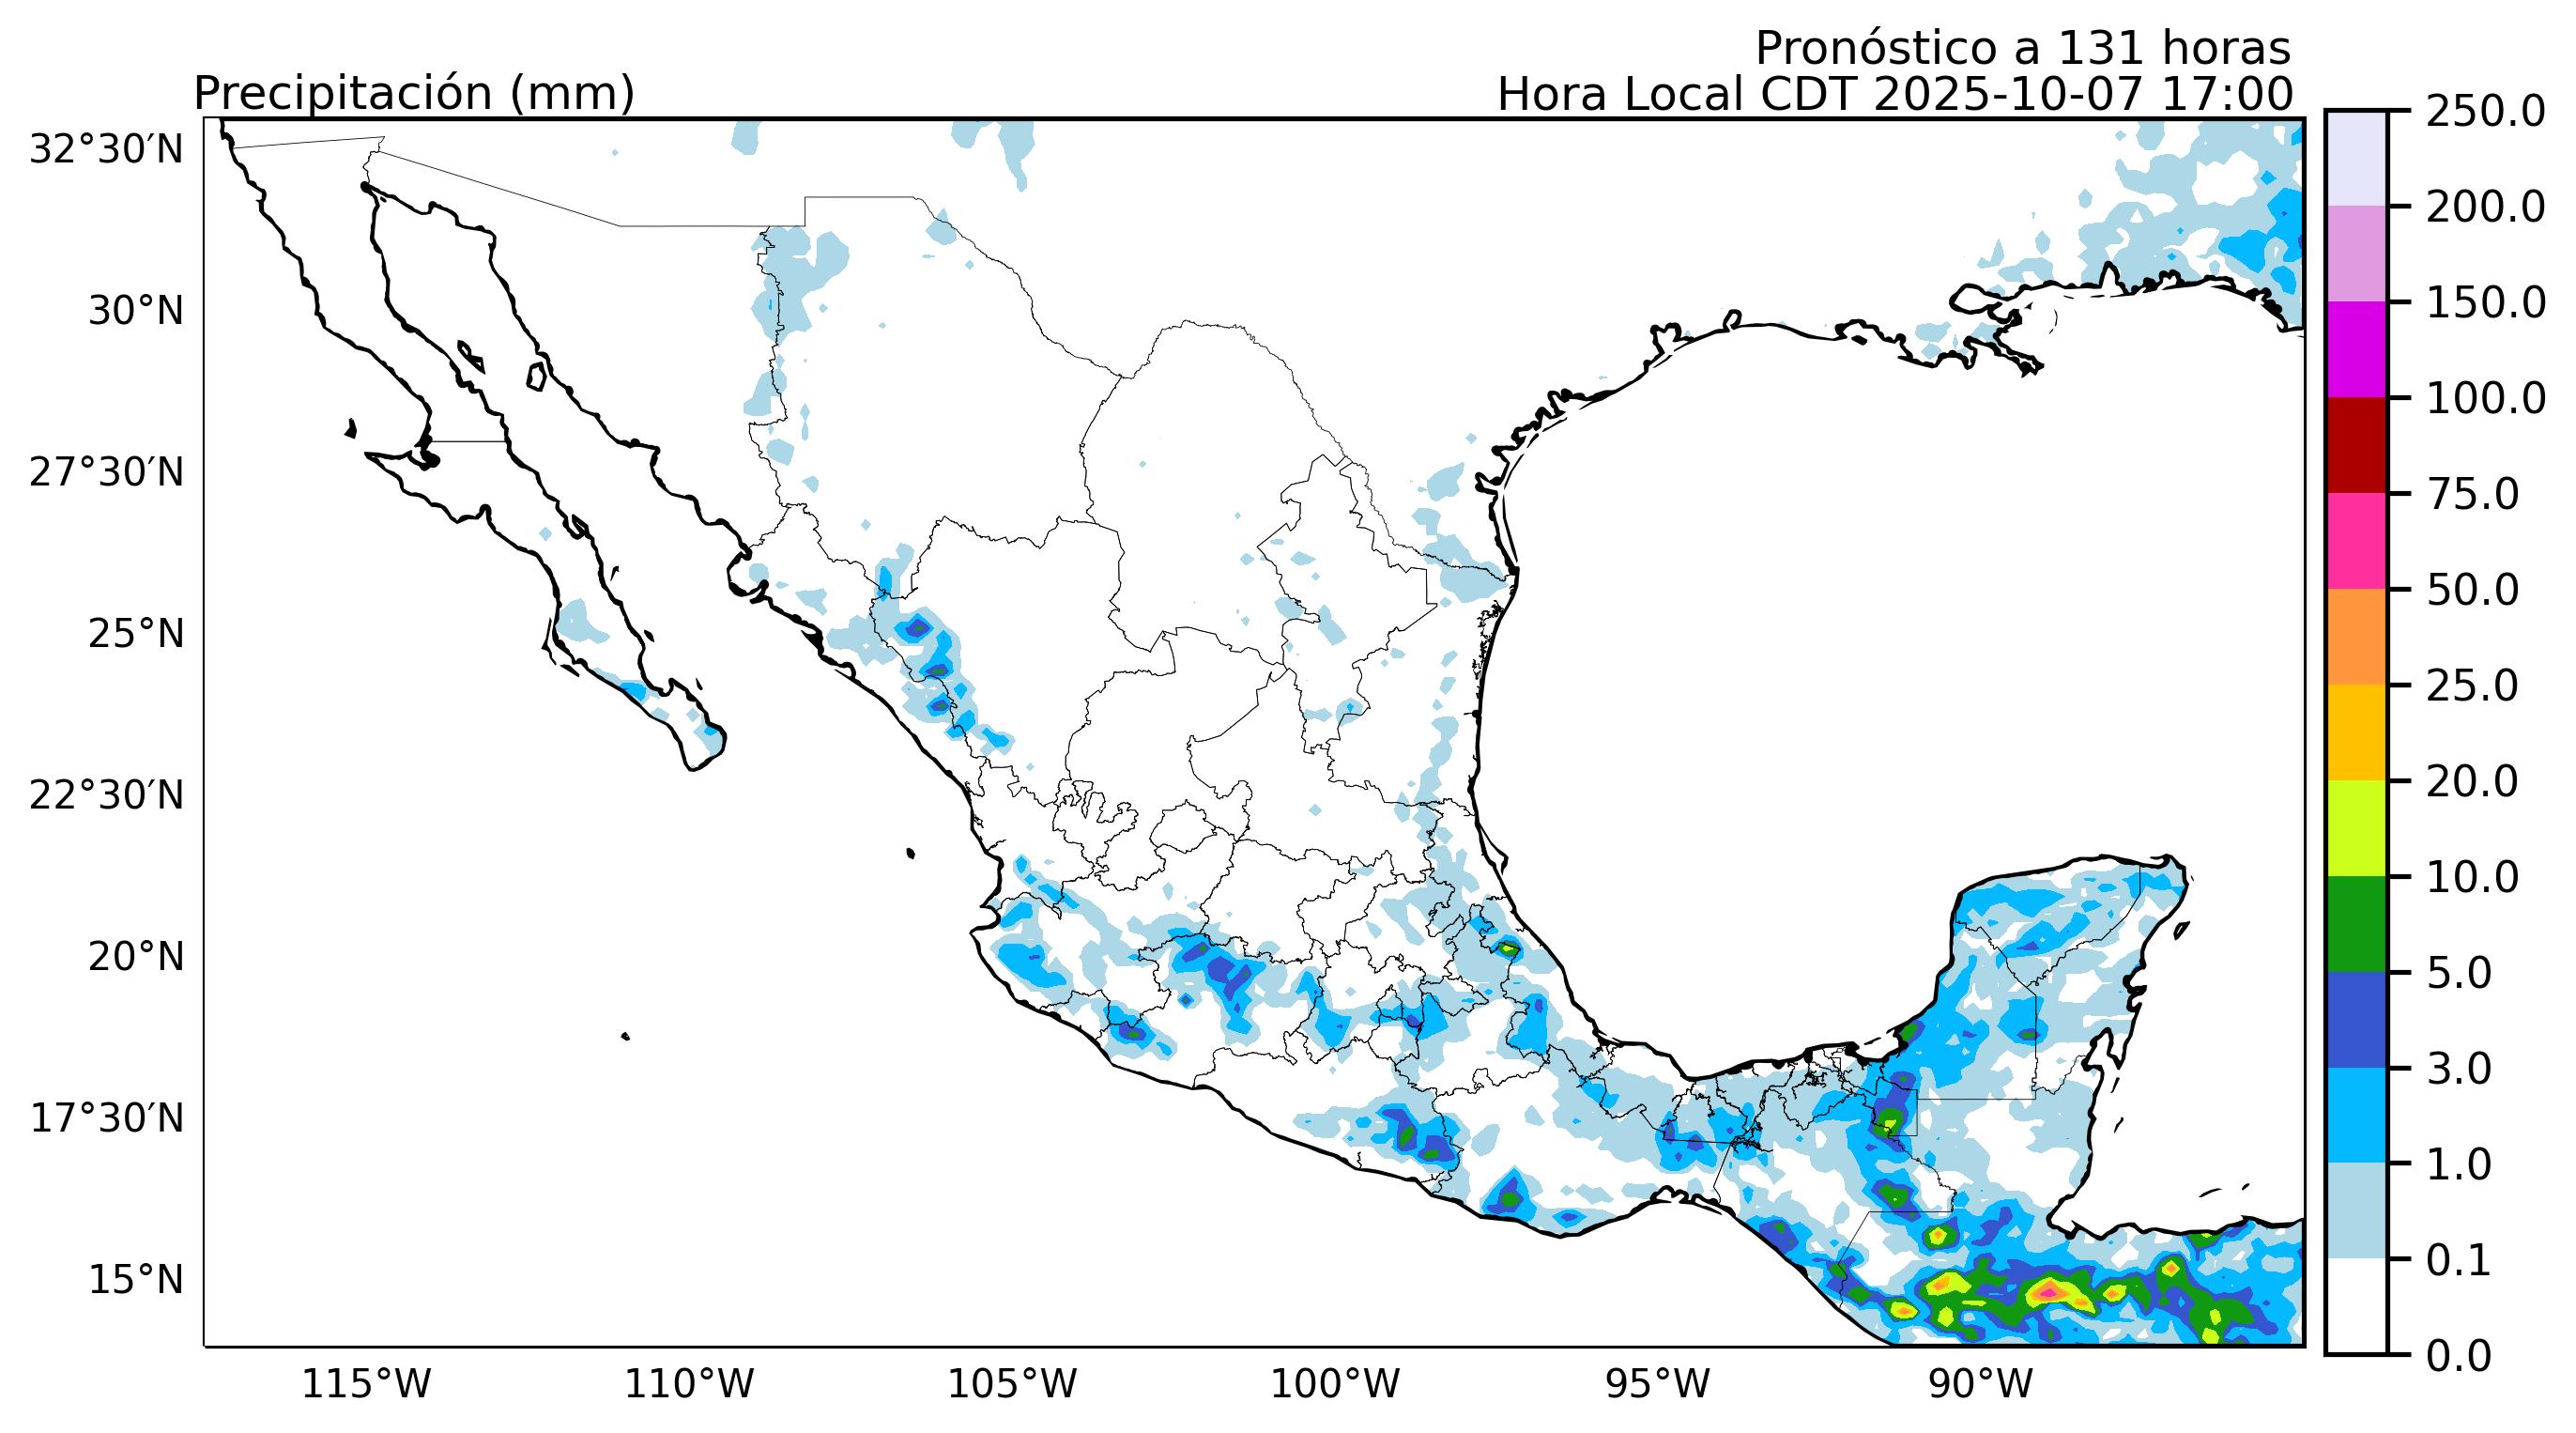 Pronóstico a 131 horas
Precipitación (mm)
Hora Local CDT 2025-10-07 17:00
250.0
200.0
150.0
100.0
75.0
50.0
25.0
20.0
10.0
5.0
3.0
1.0
0.1
0.0
32°30′N
30°N
27°30′N
25°N
22°30′N
20°N
17°30′N
15°N
115°W
110°W
105°W
100°W
95°W
90°W